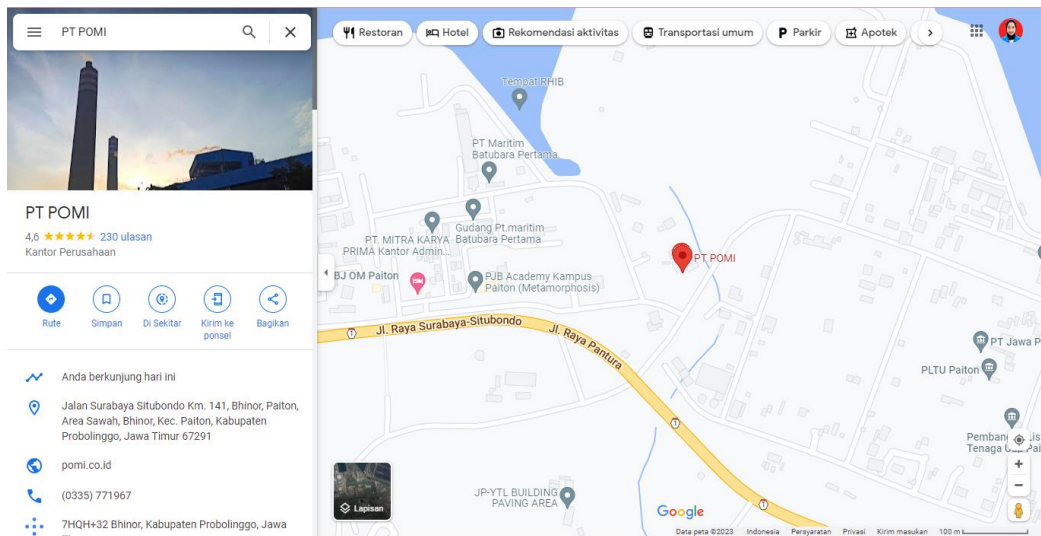 PT POMI
Restoran
Hotel
Rekomendasi aktivitas
Transportasi umum
P Parkir
Apotek
PT POMI
4,6
230 ulasan
Kantor Perusahaan
Rute
Simpan
Di Sekitar
Kirim ke
ponsel
Bagikan
Anda berkunjung hari ini
Jalan Surabaya Situbondo Km. 141, Bhinor, Paiton,
Area Sawah, Bhinor, Kec. Paiton, Kabupaten
Probolinggo, Jawa Timur 67291
pomi.co.id
(0335) 771967
7HQH+32 Bhinor, Kabupaten Probolinggo, Jawa
Tempat RHIB
PT Maritim
Batubara Pertama
Gudang Pt.maritim
Batubara Pertama
PT. MITRA KARYA
PRIMA Kantor Admin...
BJ OM Paiton
PJB Academy Kampus
Paiton (Metamorphosis)
PT POMI
1
Jl. Raya Surabaya-Situbondo
Jl. Raya Pantura
1
1
PT Jawa P
PLTU Paiton
Pemban
Tenaga
JP-YTL BUILDING
PAVING AREA
Lapisan
Google
Data peta ©2023
Indonesia
Persyaratan
Privasi
Kirim masukan
100 m